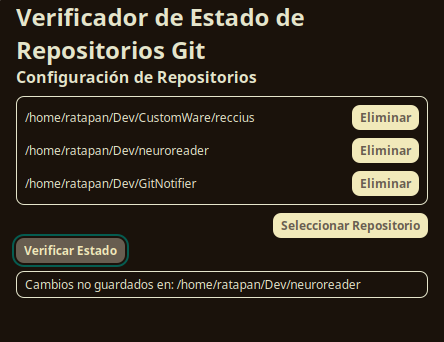 Verificador de Estado de
Repositorios Git
Configuración de Repositorios
/home/ratapan/Dev/CustomWare/reccius Eliminar
/home/ratapan/Dev/neuroreader Eliminar
/home/ratapan/Dev/GitNotifier Eliminar
Seleccionar Repositorio
Verificar Estado
Cambios no guardados en: /home/ratapan/Dev/neuroreader